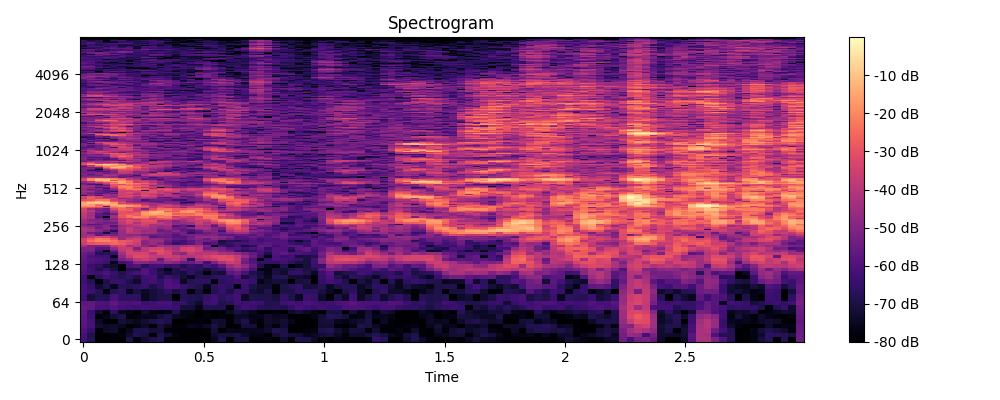 Spectrogram
Hz
4096
2048
1024
512
256
128
64
0
0
0.5
1
1.5
2
2.5
Time
-10 dB
-20 dB
-30 dB
-40 dB
-50 dB
-60 dB
-70 dB
-80 dB